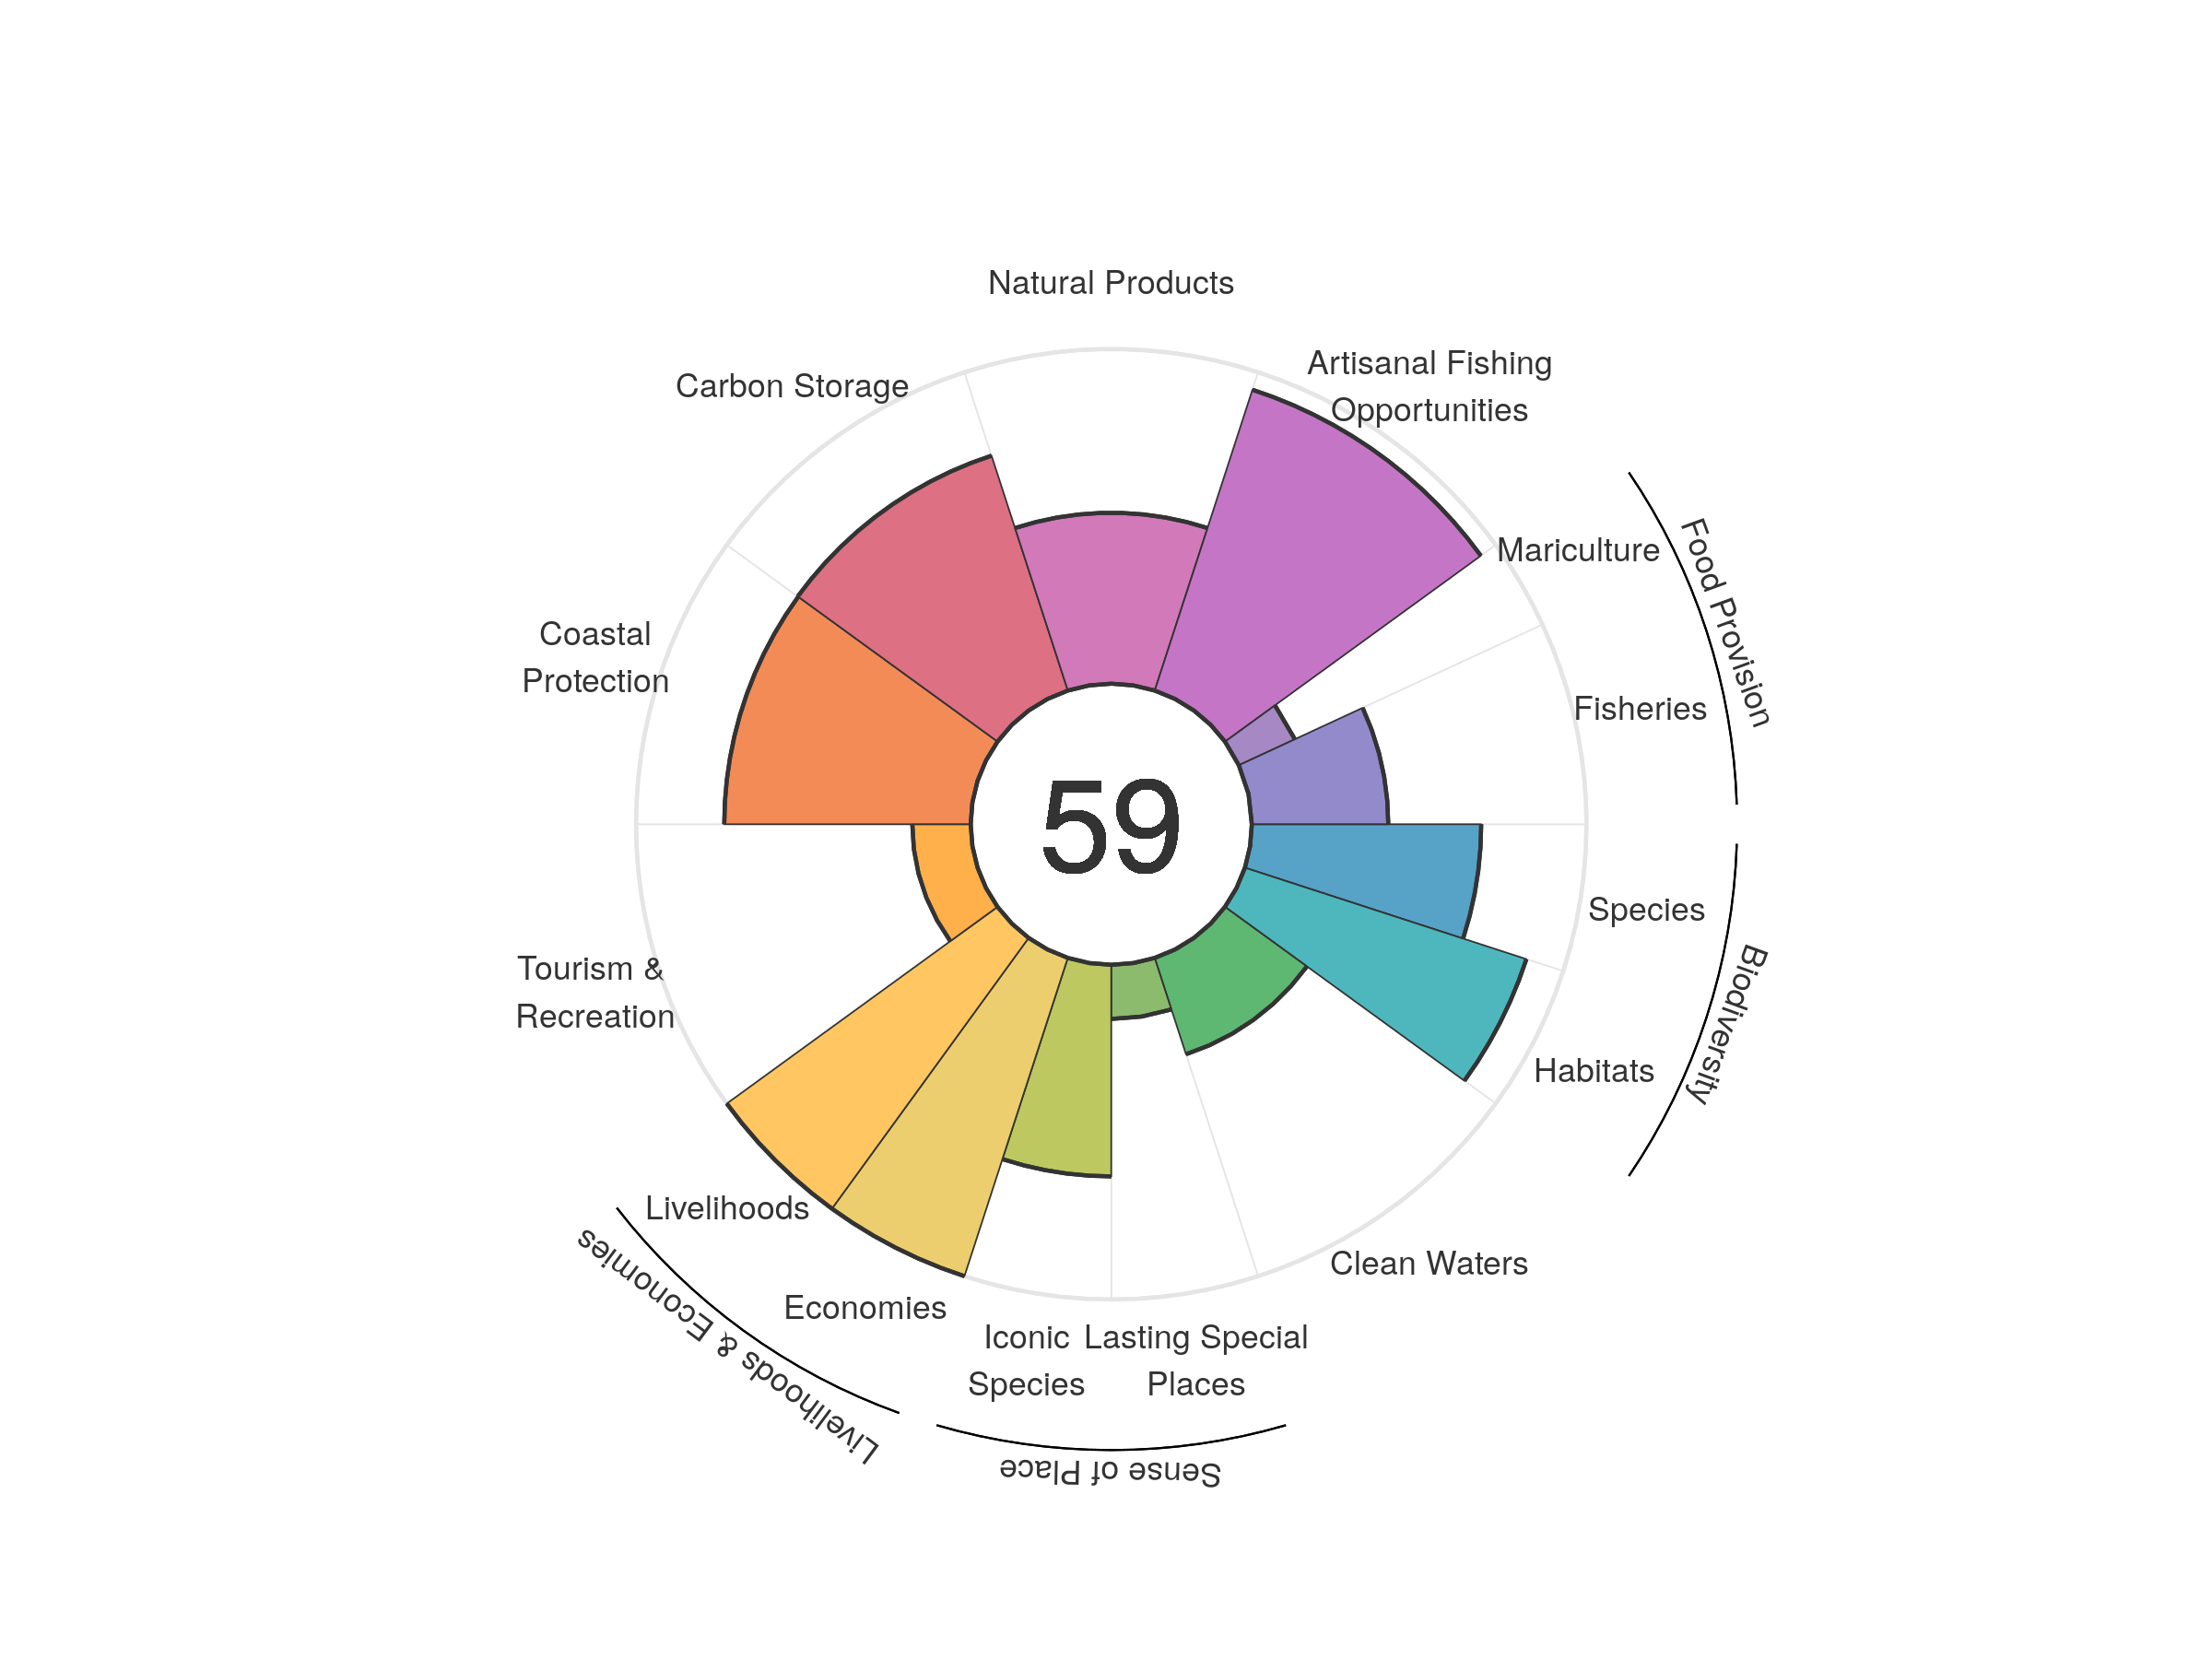 Natural Products
Carbon Storage
Artisanal Fishing
Opportunities
Mariculture
Food Provision
Coastal
Protection
Fisheries
59
Species
Biodiversity
Tourism &
Recreation
Habitats
Livelihoods
Clean Waters
Livelihoods & Economies
Economies
Iconic
Species
Lasting Special
Places
Sense of Place